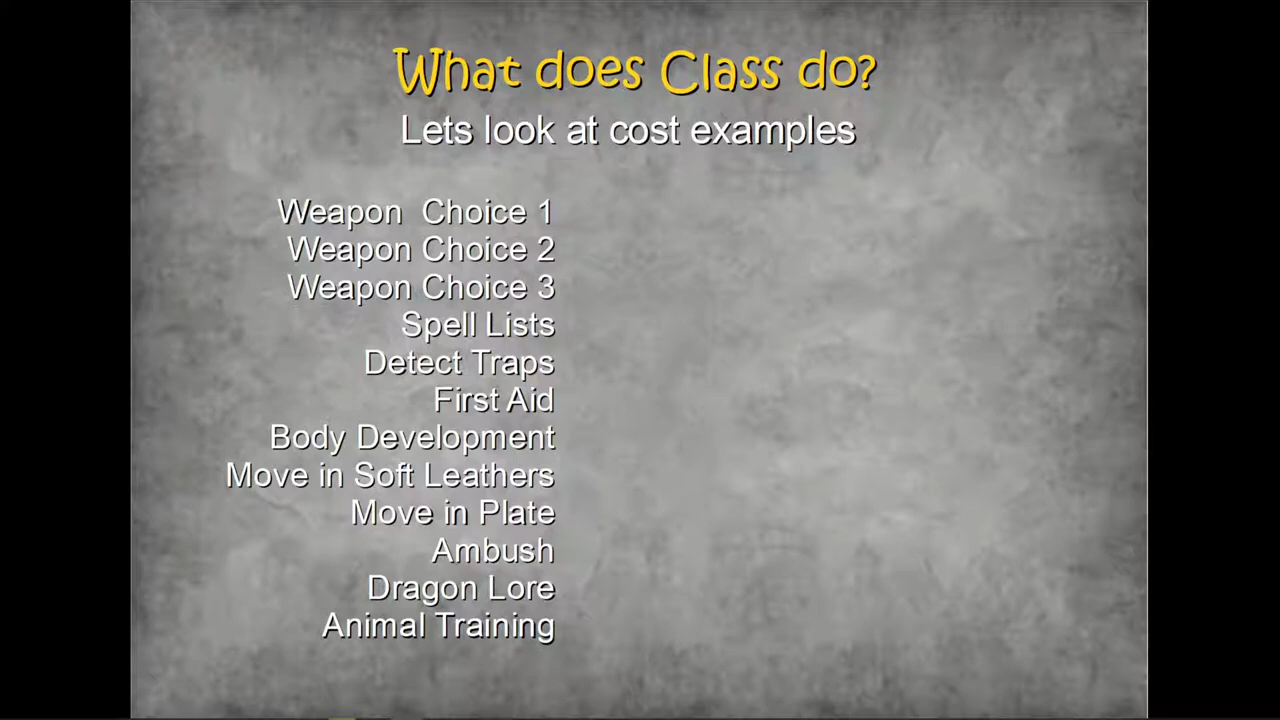 What does Class do?
Lets look at cost examples
Weapon  Choice 1
Weapon Choice 2
Weapon Choice 3
Spell Lists
Detect Traps
First Aid
Body Development
Move in Soft Leathers
Move in Plate
Ambush
Dragon Lore
Animal Training